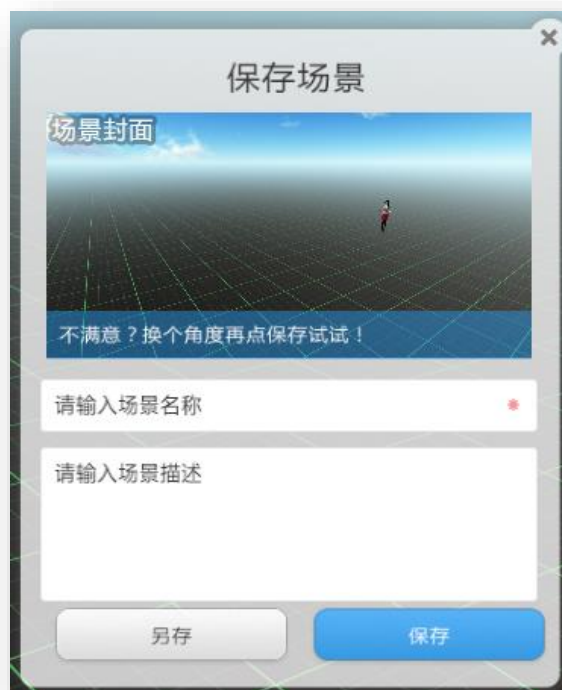 保存场景
场景封面
不满意？换个角度再点保存试试！
请输入场景名称
请输入场景描述
另存
保存